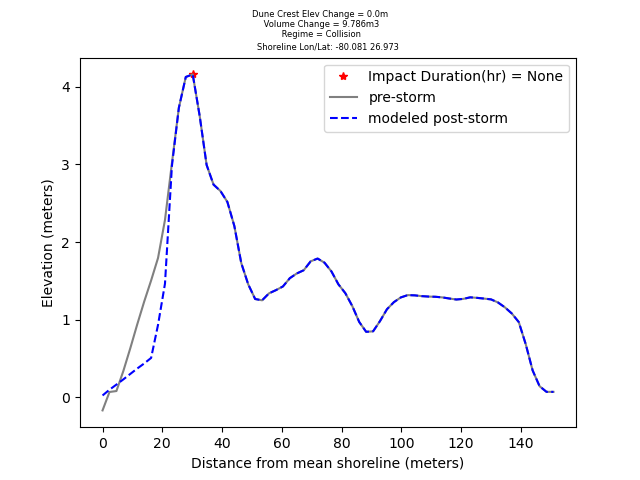 Dune Crest Elev Change = 0.0m
Volume Change = 9.786m3
Regime = Collision
Shoreline Lon/Lat: -80.081 26.973
Impact Duration(hr) = None
pre-storm
modeled post-storm
Elevation (meters)
4
3
2
1
0
0 20 40 60 80 100 120 140
Distance from mean shoreline (meters)